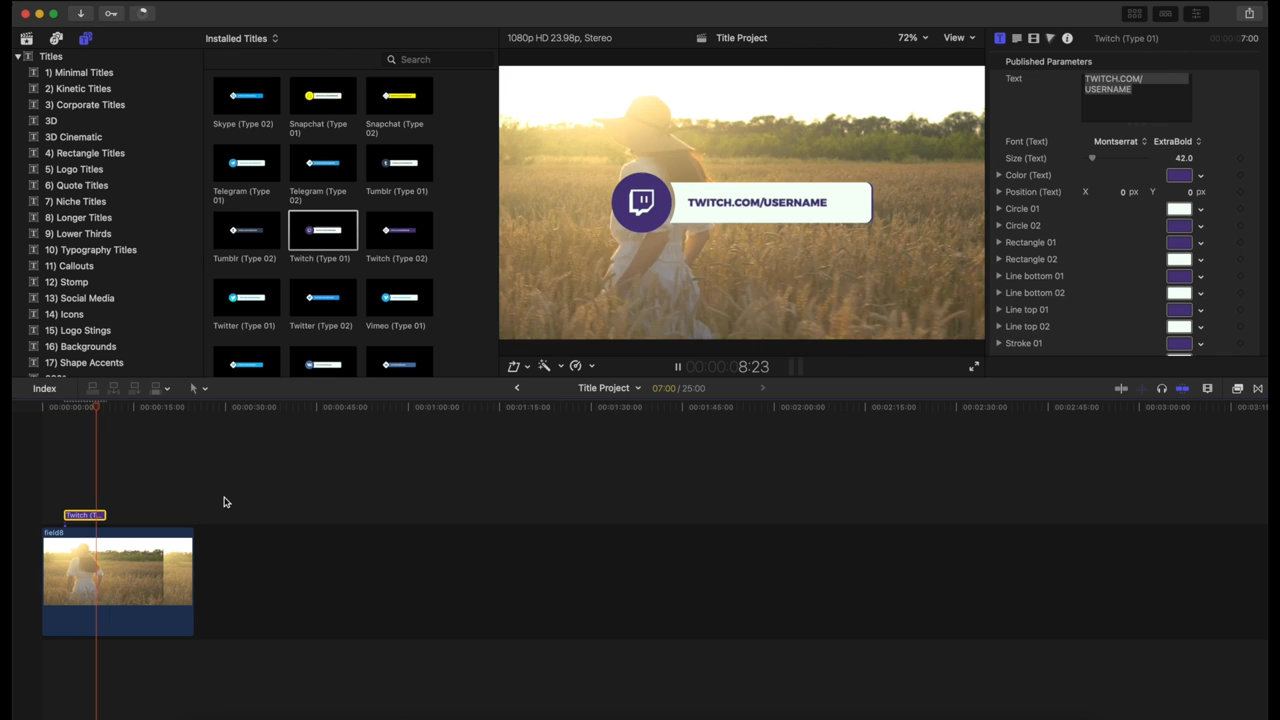 Installed Titles
1080p HD 23.98p, Stereo
Title Project
72%
View
Twitch (Type 01)
7:00
Titles
1) Minimal Titles
2) Kinetic Titles
3) Corporate Titles
3D
3D Cinematic
4) Rectangle Titles
5) Logo Titles
6) Quote Titles
7) Niche Titles
8) Longer Titles
9) Lower Thirds
10) Typography Titles
11) Callouts
12) Stomp
13) Social Media
14) Icons
15) Logo Stings
16) Backgrounds
17) Shape Accents
Search
Skype (Type 02)
Snapchat (Type
01)
Snapchat (Type
02)
Telegram (Type
01)
Telegram (Type
02)
Tumblr (Type 01)
Tumblr (Type 02)
Twitch (Type 01)
Twitch (Type 02)
Twitter (Type 01)
Twitter (Type 02)
Vimeo (Type 01)
TWITCH.COM/USERNAME
00:00:08:23
Published Parameters
Text
TWITCH.COM/
USERNAME
Font (Text)
Montserrat
ExtraBold
Size (Text)
42.0
Color (Text)
Position (Text)
X
0 px
Y
0 px
Circle 01
Circle 02
Rectangle 01
Rectangle 02
Line bottom 01
Line bottom 02
Line top 01
Line top 02
Stroke 01
Index
Title Project
07:00 / 25:00
00:00:00:00
00:00:15:00
00:00:30:00
00:00:45:00
00:01:00:00
00:01:15:00
00:01:30:00
00:01:45:00
00:02:00:00
00:02:15:00
00:02:30:00
00:02:45:00
00:03:00:00
Twitch (T...
field8